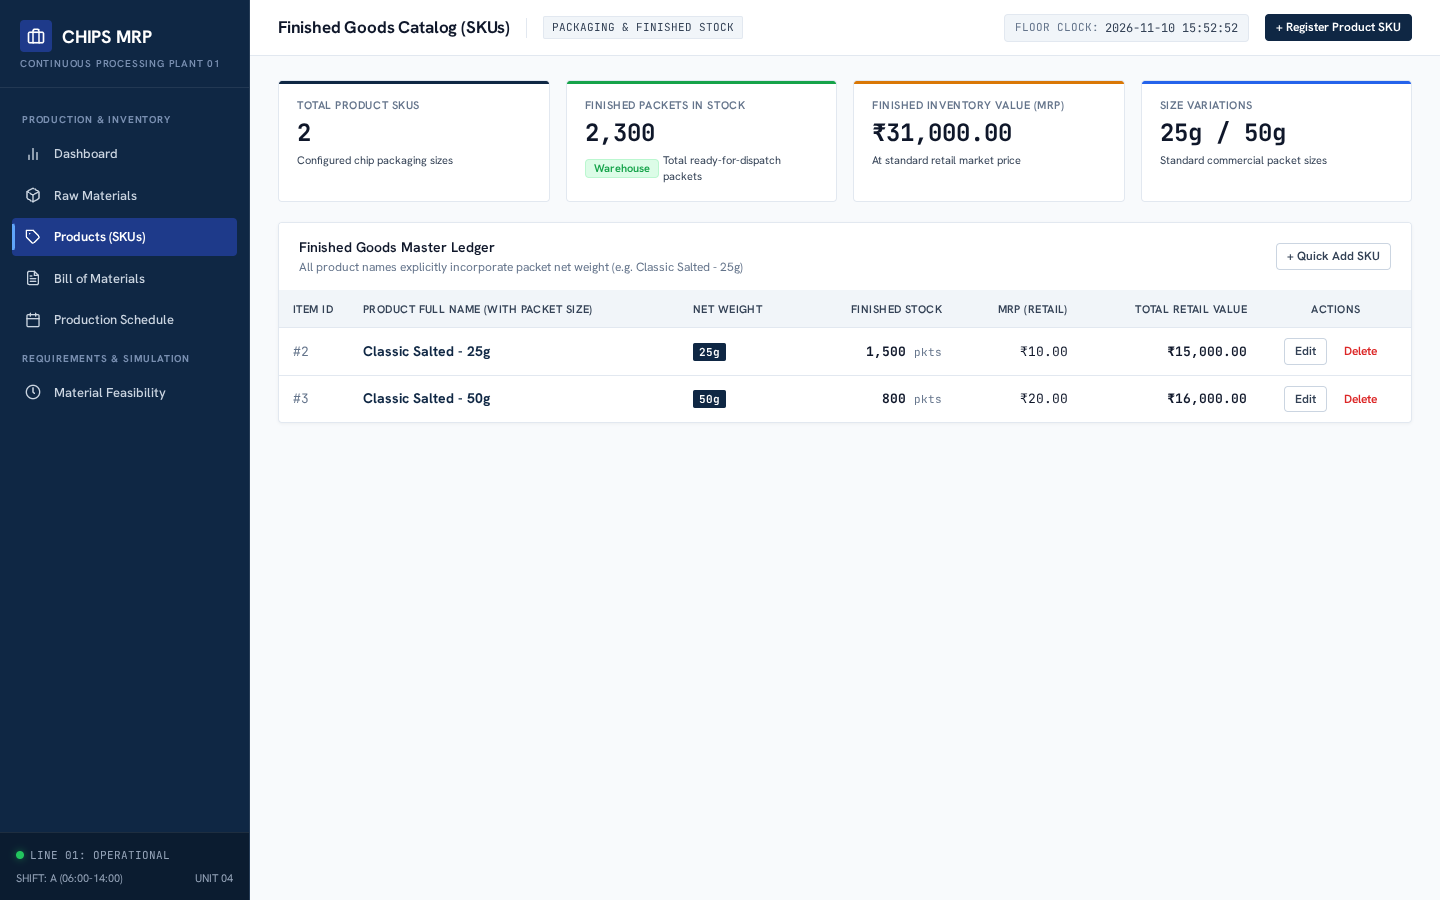 CHIPS MRP
CONTINUOUS PROCESSING PLANT 01
PRODUCTION & INVENTORY
Dashboard
Raw Materials
Products (SKUs)
Bill of Materials
Production Schedule
REQUIREMENTS & SIMULATION
Material Feasibility
LINE 01: OPERATIONAL
SHIFT: A (06:00-14:00) UNIT 04
Finished Goods Catalog (SKUs) PACKAGING & FINISHED STOCK FLOOR CLOCK: 2026-11-10 15:52:52 + Register Product SKU
TOTAL PRODUCT SKUS
2
Configured chip packaging sizes
FINISHED PACKETS IN STOCK
2,300
Warehouse Total ready-for-dispatch
packets
FINISHED INVENTORY VALUE (MRP)
₹31,000.00
At standard retail market price
SIZE VARIATIONS
25g / 50g
Standard commercial packet sizes
Finished Goods Master Ledger
All product names explicitly incorporate packet net weight (e.g. Classic Salted - 25g)
+ Quick Add SKU
ITEM ID PRODUCT FULL NAME (WITH PACKET SIZE) NET WEIGHT FINISHED STOCK MRP (RETAIL) TOTAL RETAIL VALUE ACTIONS
#2 Classic Salted - 25g 25g 1,500 pkts ₹10.00 ₹15,000.00 Edit Delete
#3 Classic Salted - 50g 50g 800 pkts ₹20.00 ₹16,000.00 Edit Delete